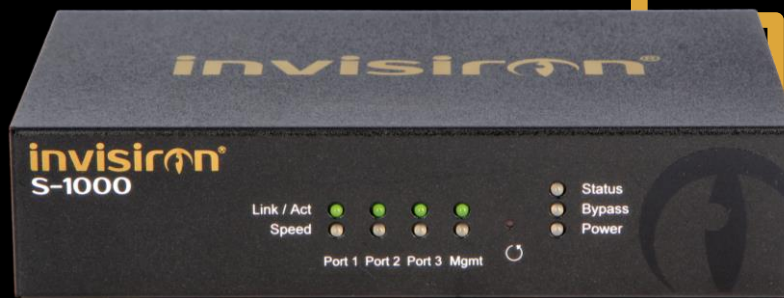 invisiron®
invisiron®
S-1000
Link / Act
Speed
Port 1 Port 2 Port 3 Mgmt
Status
Bypass
Power